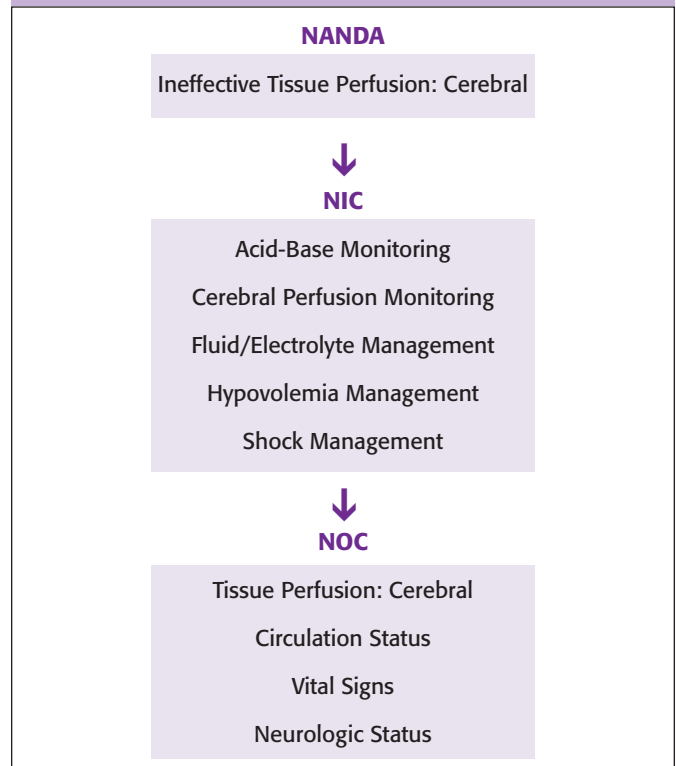 NANDA
Ineffective Tissue Perfusion: Cerebral
NIC
Acid-Base Monitoring
Cerebral Perfusion Monitoring
Fluid/Electrolyte Management
Hypovolemia Management
Shock Management
NOC
Tissue Perfusion: Cerebral
Circulation Status
Vital Signs
Neurologic Status